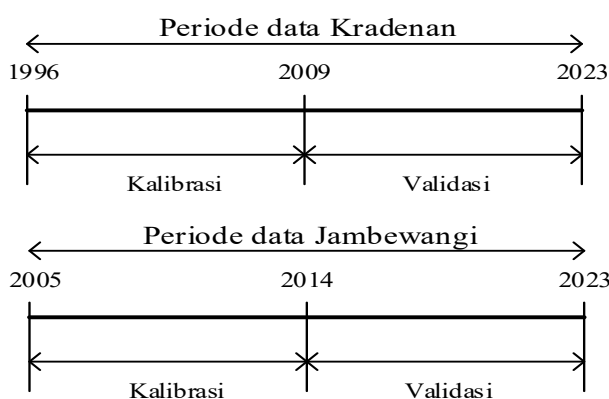 Periode data Kradenan
1996 2009 2023
Kalibrasi Validasi
Periode data Jambewangi
2005 2014 2023
Kalibrasi Validasi